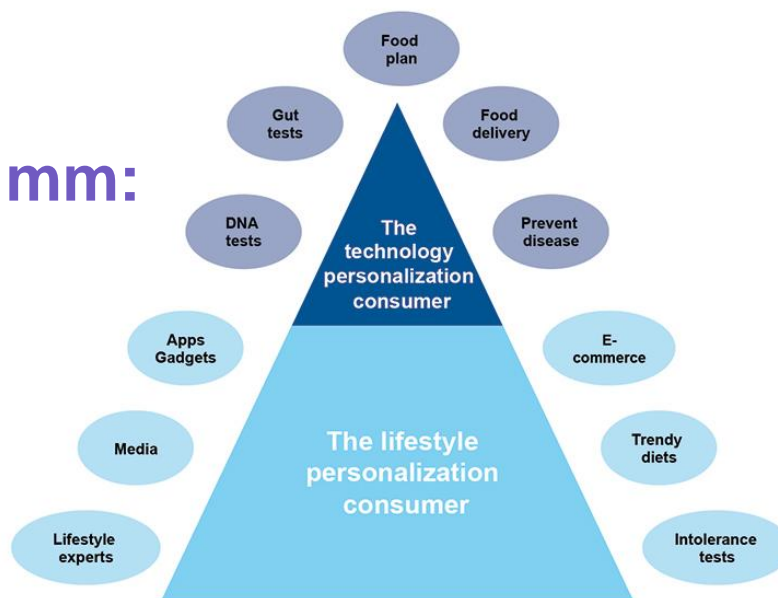 Food
plan
Gut
tests
Food
delivery
mm:
DNA
tests
The
technology
personalization
consumer
Prevent
disease
Apps
Gadgets
E-
commerce
The lifestyle
personalization
consumer
Media
Trendy
diets
Lifestyle
experts
Intolerance
tests